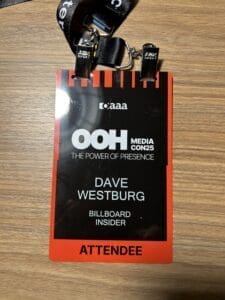 oaaa
OOH MEDIA
CON25
THE POWER OF PRESENCE
DAVE
WESTBURG
BILLBOARD
INSIDER
ATTENDEE